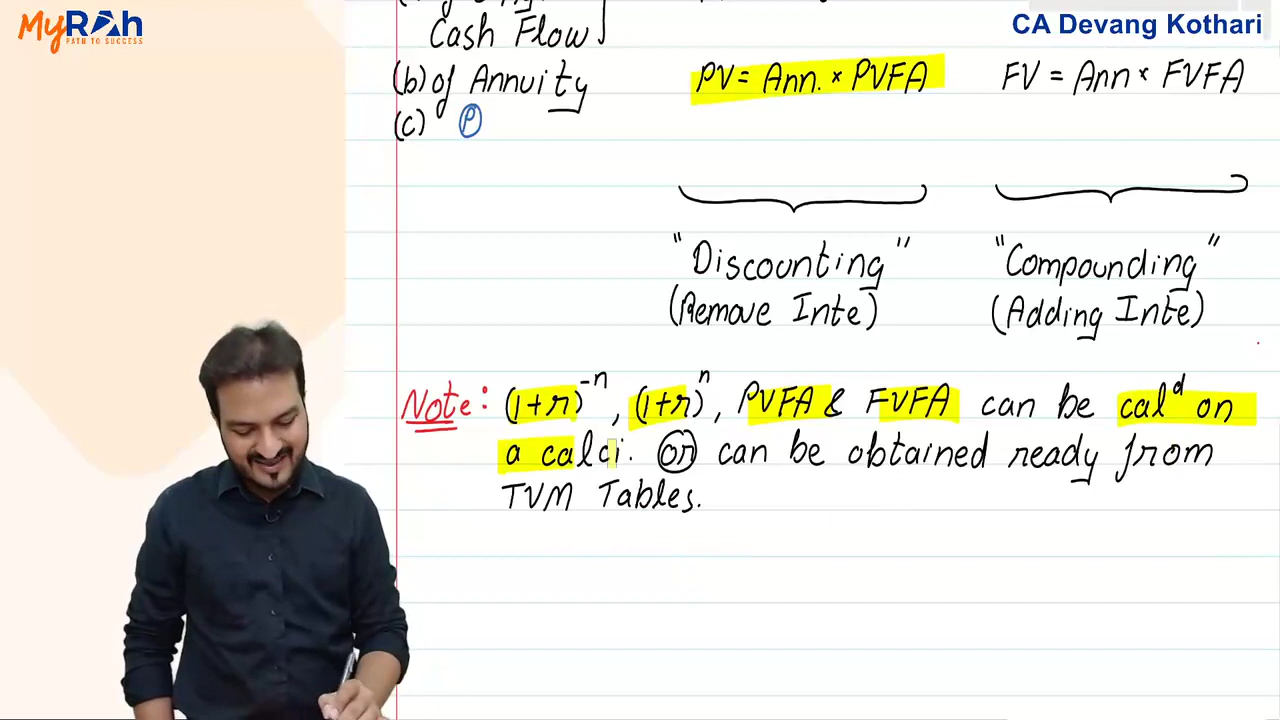 MyRAh
PATH TO SUCCESS
CA Devang Kothari
Cash Flow
(b) of Annuity PV = Ann. × PVFA FV = Ann × FVFA
(c) P
"Discounting" "Compounding"
(Remove Inte) (Adding Inte)
Note: (1+r)⁻ⁿ, (1+r)ⁿ, PVFA & FVFA can be calᵈ on
a calci. or can be obtained ready from
TVM Tables.